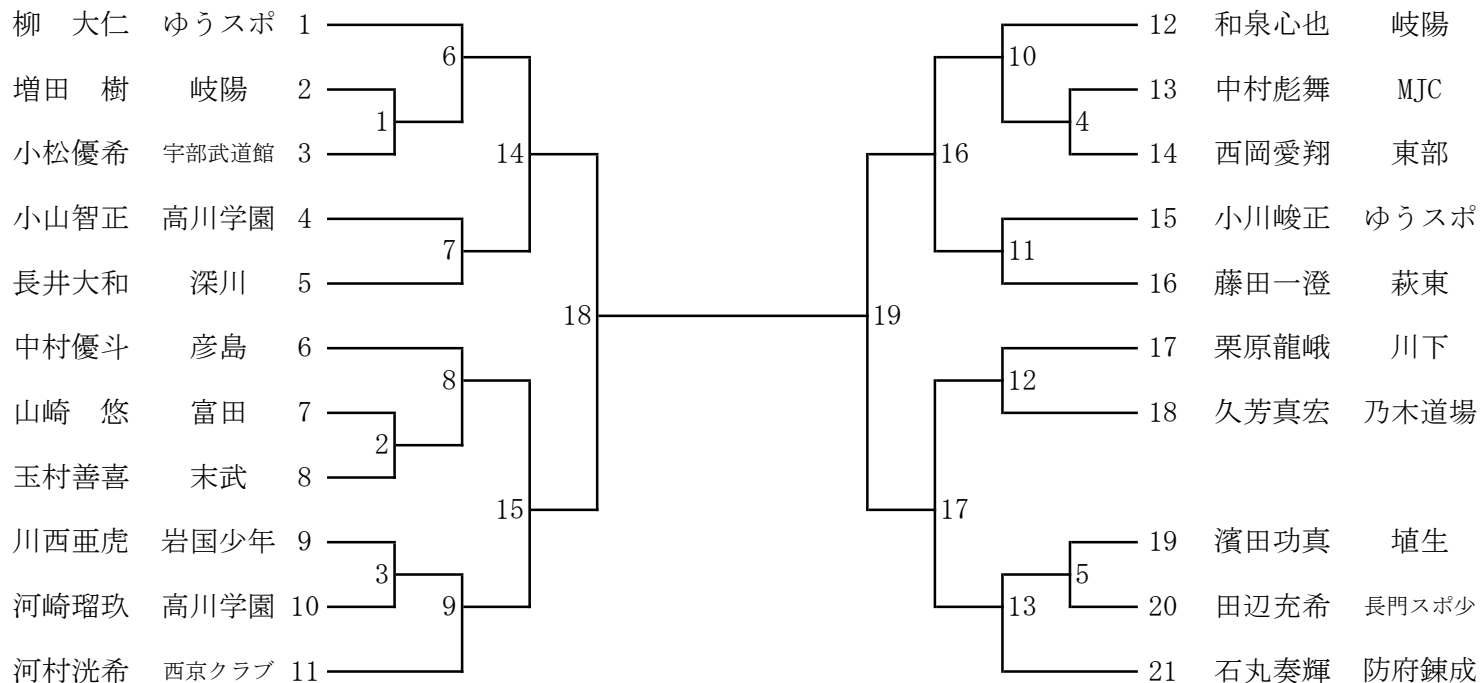 柳　大仁 ゆうスポ 1
増田　樹 岐陽 2
小松優希 宇部武道館 3
小山智正 高川学園 4
長井大和 深川 5
中村優斗 彦島 6
山崎　悠 富田 7
玉村善喜 末武 8
川西亜虎 岩国少年 9
河崎瑠玖 高川学園 10
河村洸希 西京クラブ 11
6
1
14
7
18
8
2
15
3
9
10
4
16
11
19
12
17
5
13
12 和泉心也 岐陽
13 中村彪舞 MJC
14 西岡愛翔 東部
15 小川峻正 ゆうスポ
16 藤田一澄 萩東
17 栗原龍峨 川下
18 久芳真宏 乃木道場
19 濱田功真 埴生
20 田辺充希 長門スポ少
21 石丸奏輝 防府錬成